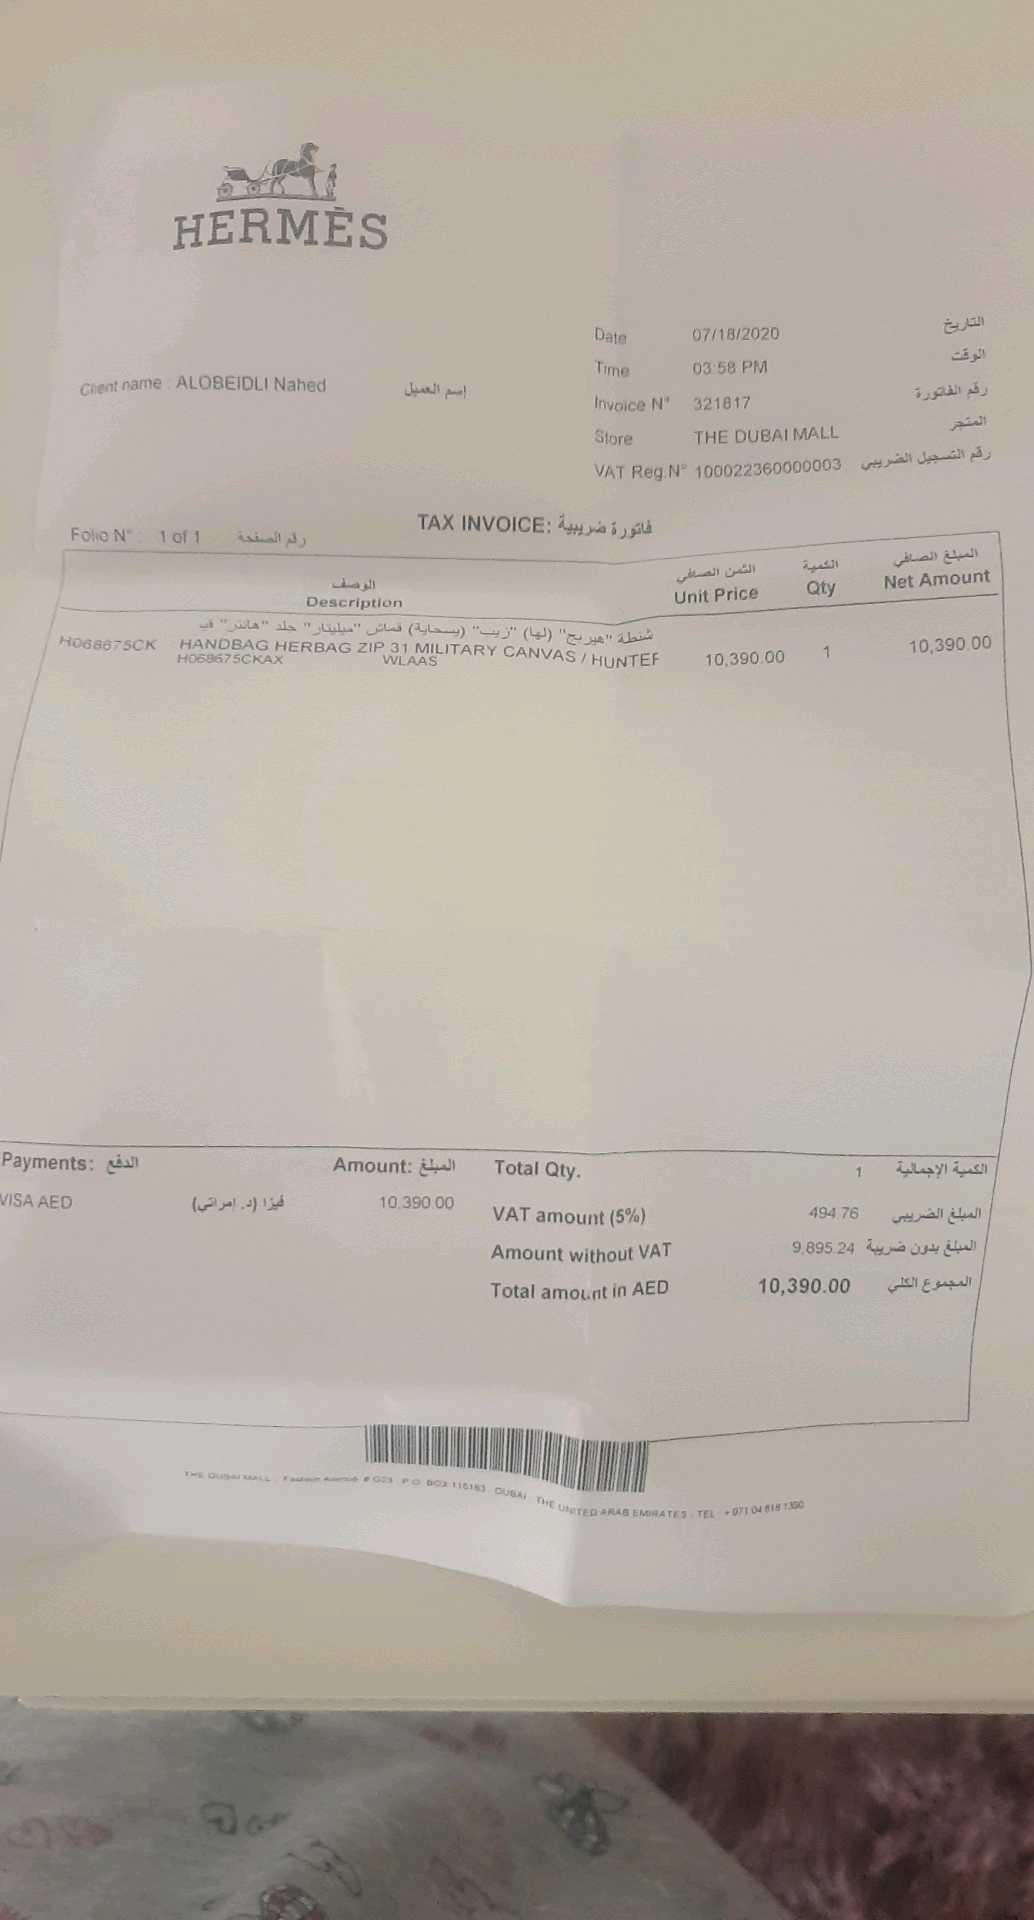 HERMÈS
Date 07/18/2020 التاريخ
Time 03:58 PM الوقت
Client name : ALOBEIDLI Nahed إسم العميل
Invoice N° 321817 رقم الفاتورة
Store THE DUBAI MALL المتجر
VAT Reg.N° 100022360000003 رقم التسجيل الضريبي
TAX INVOICE: فاتورة ضريبية
Folio N° : 1 of 1 رقم الصفحة
الوصف الثمن الصافي الكمية المبلغ الصافي
Description Unit Price Qty Net Amount
شنطة "هيربج" (لها) "زيب" (بسحابة) قماش "ميليتار" جلد "هانتر" في
H068675CK HANDBAG HERBAG ZIP 31 MILITARY CANVAS / HUNTER 10,390.00 1 10,390.00
H068675CKAX WLAAS
Payments: الدفع Amount: المبلغ Total Qty. 1 الكمية الإجمالية
VISA AED فيزا (د. إمراتي) 10,390.00
VAT amount (5%) 494.76 المبلغ الضريبي
Amount without VAT 9,895.24 المبلغ بدون ضريبة
Total amount in AED 10,390.00 المجموع الكلي
THE DUBAI MALL . Fashion Avenue # G23 . P.O. BOX 115163 . DUBAI . THE UNITED ARAB EMIRATES . TEL : + 971 04 818 1350